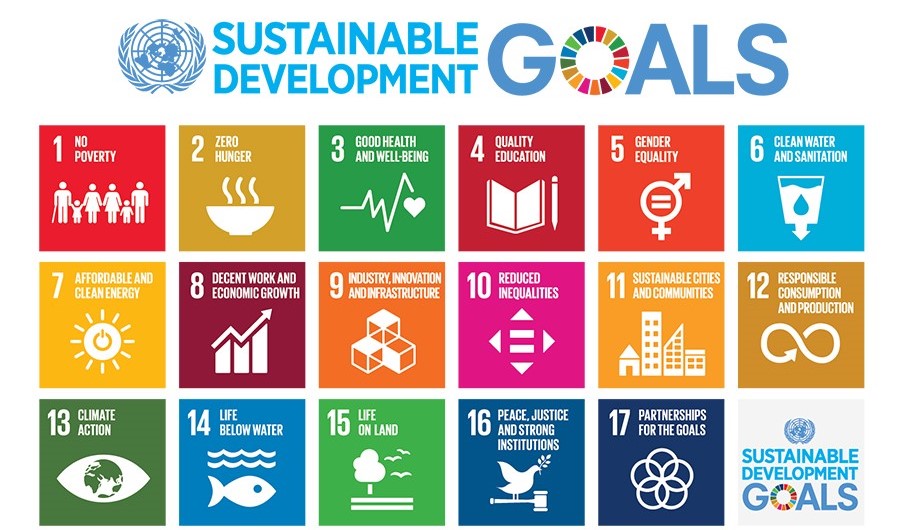 SUSTAINABLE
DEVELOPMENT
GOALS
1 NO
POVERTY
2 ZERO
HUNGER
3 GOOD HEALTH
AND WELL-BEING
4 QUALITY
EDUCATION
5 GENDER
EQUALITY
6 CLEAN WATER
AND SANITATION
7 AFFORDABLE AND
CLEAN ENERGY
8 DECENT WORK AND
ECONOMIC GROWTH
9 INDUSTRY, INNOVATION
AND INFRASTRUCTURE
10 REDUCED
INEQUALITIES
11 SUSTAINABLE CITIES
AND COMMUNITIES
12 RESPONSIBLE
CONSUMPTION
AND PRODUCTION
13 CLIMATE
ACTION
14 LIFE
BELOW WATER
15 LIFE
ON LAND
16 PEACE, JUSTICE
AND STRONG
INSTITUTIONS
17 PARTNERSHIPS
FOR THE GOALS
SUSTAINABLE
DEVELOPMENT
GOALS